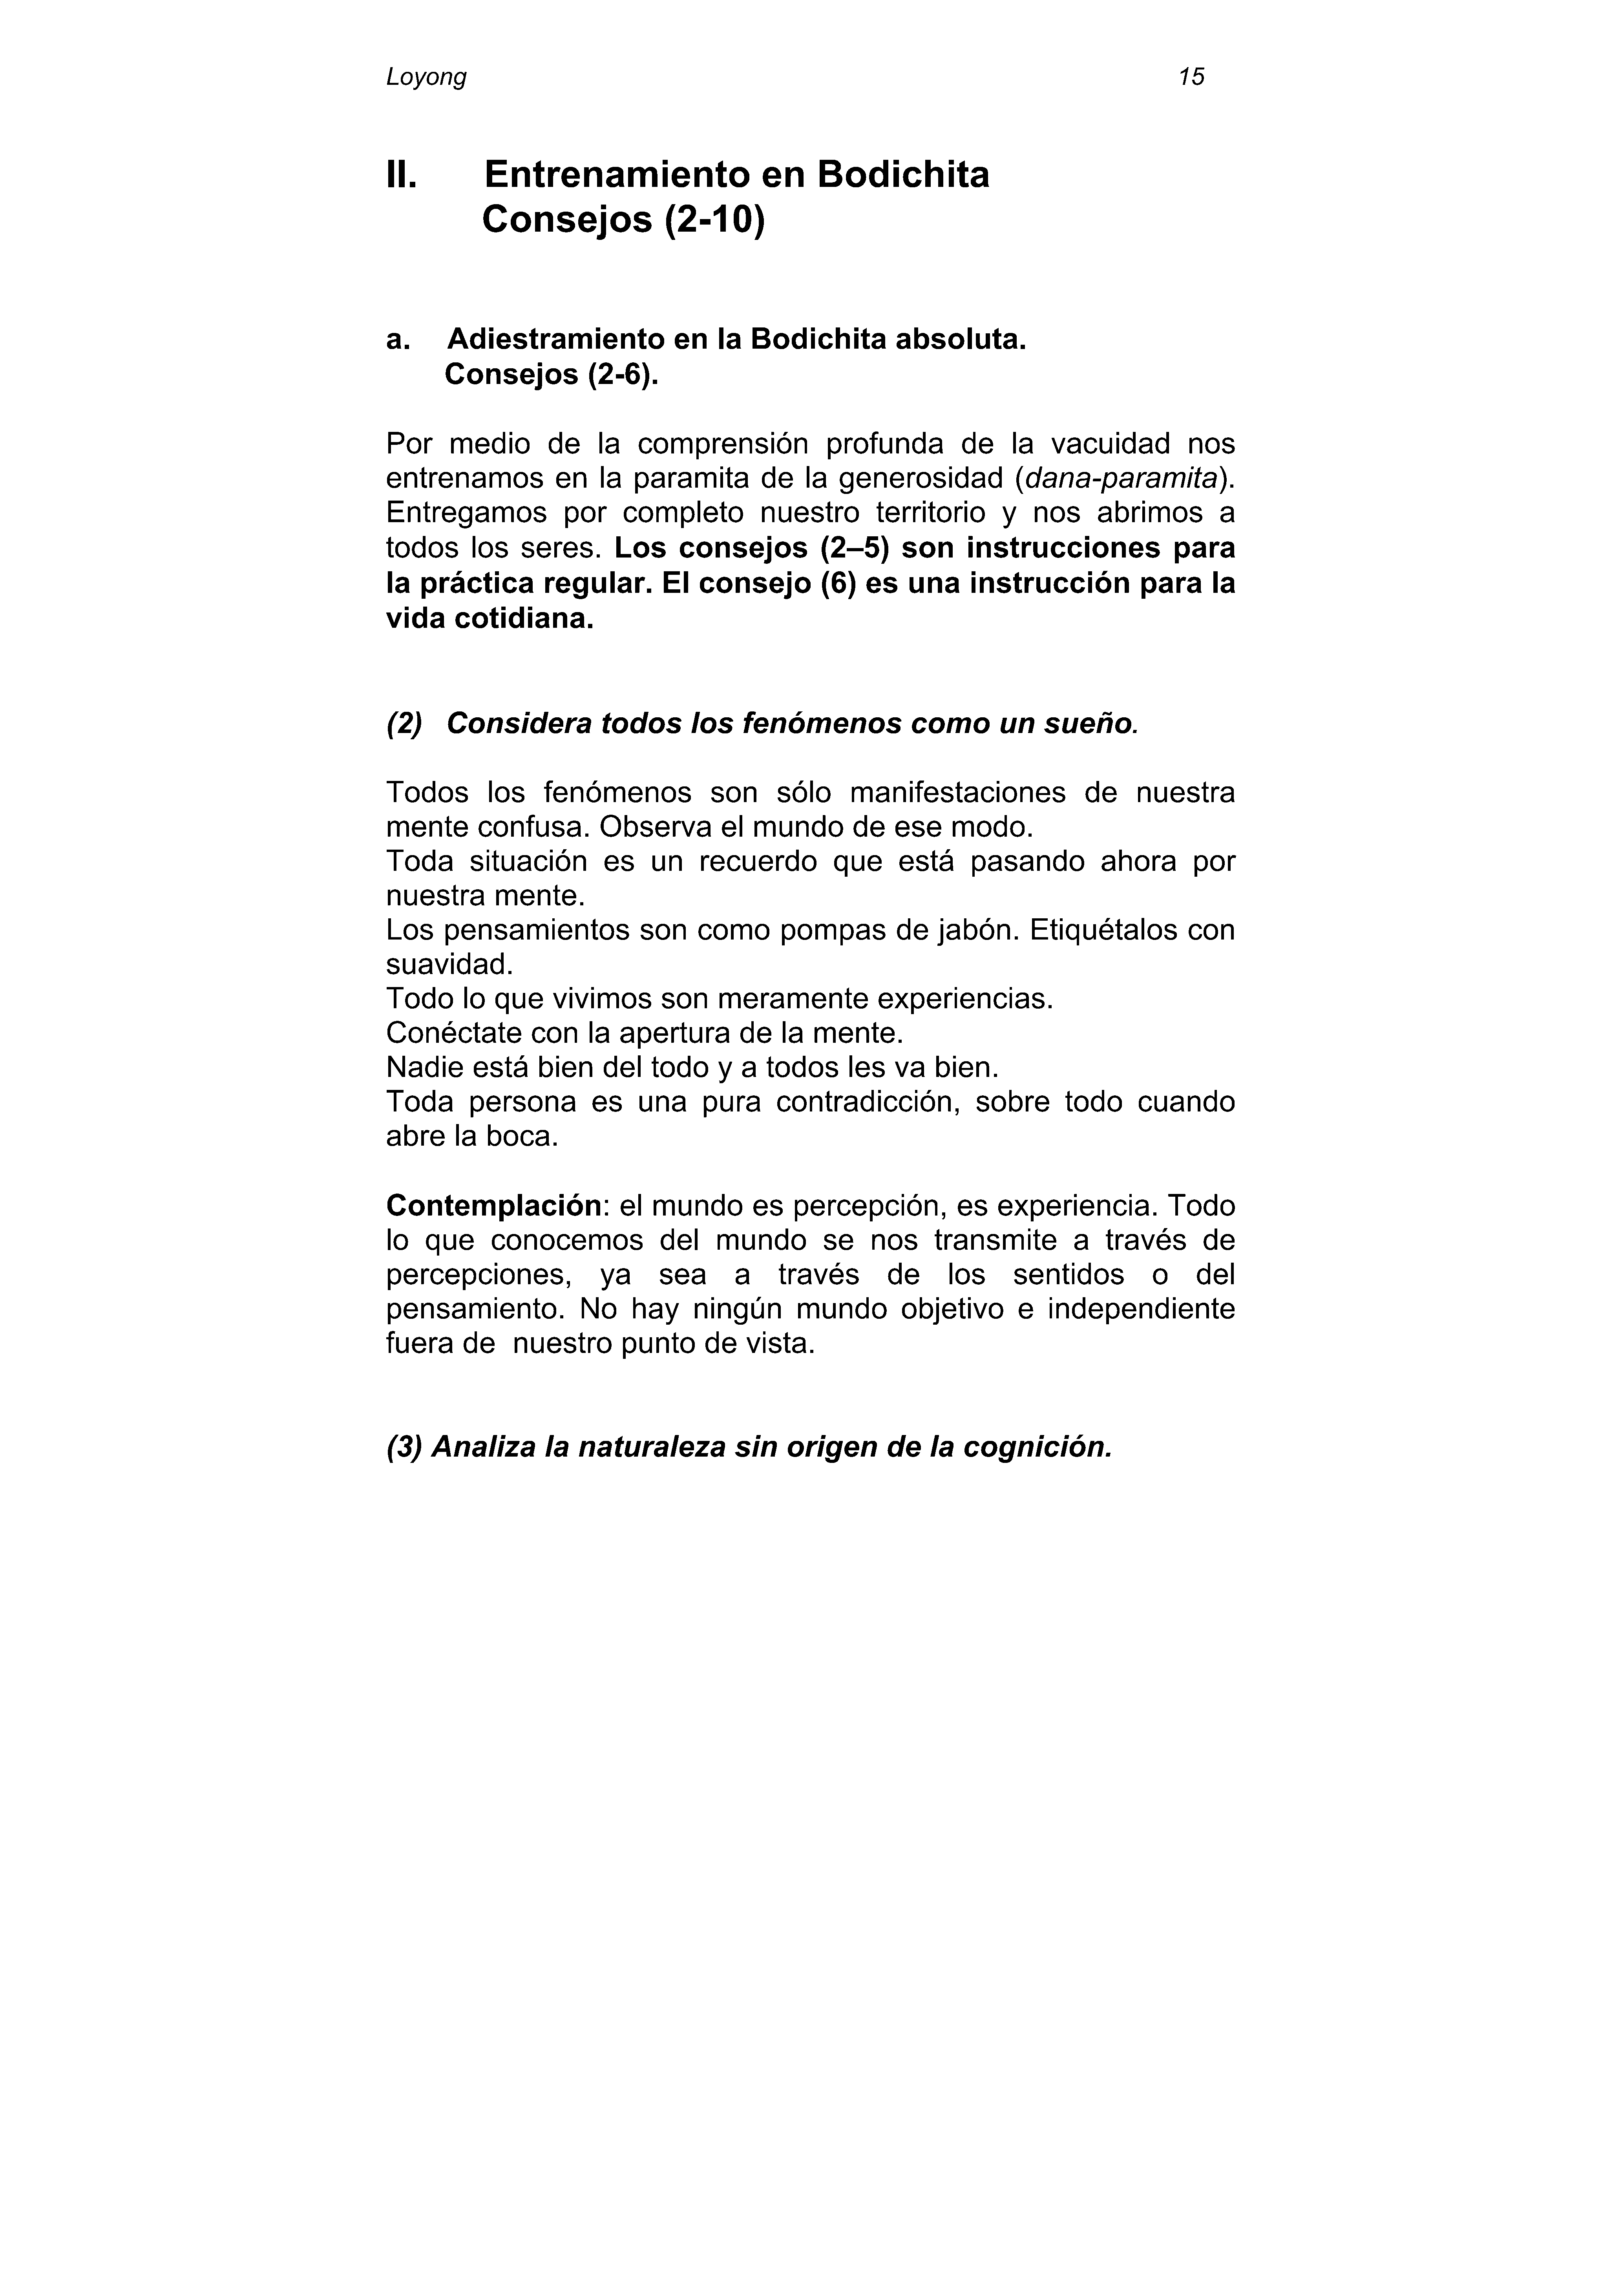 Loyong 15
II. Entrenamiento en Bodichita
Consejos (2-10)
a. Adiestramiento en la Bodichita absoluta.
Consejos (2-6).
Por medio de la comprensión profunda de la vacuidad nos
entrenamos en la paramita de la generosidad (dana-paramita).
Entregamos por completo nuestro territorio y nos abrimos a
todos los seres. Los consejos (2–5) son instrucciones para
la práctica regular. El consejo (6) es una instrucción para la
vida cotidiana.
(2) Considera todos los fenómenos como un sueño.
Todos los fenómenos son sólo manifestaciones de nuestra
mente confusa. Observa el mundo de ese modo.
Toda situación es un recuerdo que está pasando ahora por
nuestra mente.
Los pensamientos son como pompas de jabón. Etiquétalos con
suavidad.
Todo lo que vivimos son meramente experiencias.
Conéctate con la apertura de la mente.
Nadie está bien del todo y a todos les va bien.
Toda persona es una pura contradicción, sobre todo cuando
abre la boca.
Contemplación: el mundo es percepción, es experiencia. Todo
lo que conocemos del mundo se nos transmite a través de
percepciones, ya sea a través de los sentidos o del
pensamiento. No hay ningún mundo objetivo e independiente
fuera de  nuestro punto de vista.
(3) Analiza la naturaleza sin origen de la cognición.